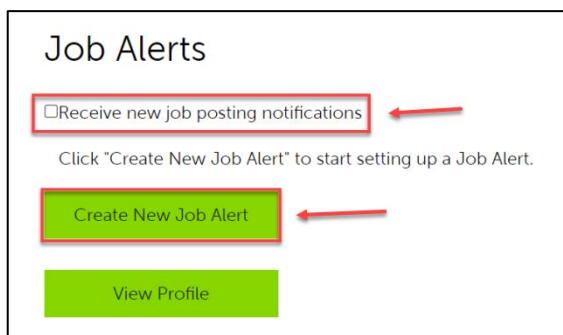 Job Alerts
Receive new job posting notifications
Click "Create New Job Alert" to start setting up a Job Alert.
Create New Job Alert
View Profile